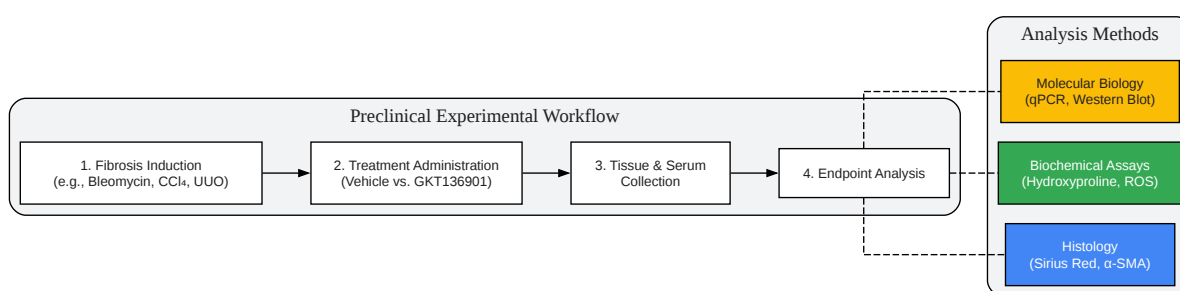 Preclinical Experimental Workflow
1. Fibrosis Induction
(e.g., Bleomycin, CCl₄, UUO)
2. Treatment Administration
(Vehicle vs. GKT136901)
3. Tissue & Serum
Collection
4. Endpoint Analysis
Analysis Methods
Molecular Biology
(qPCR, Western Blot)
Biochemical Assays
(Hydroxyproline, ROS)
Histology
(Sirius Red, α-SMA)